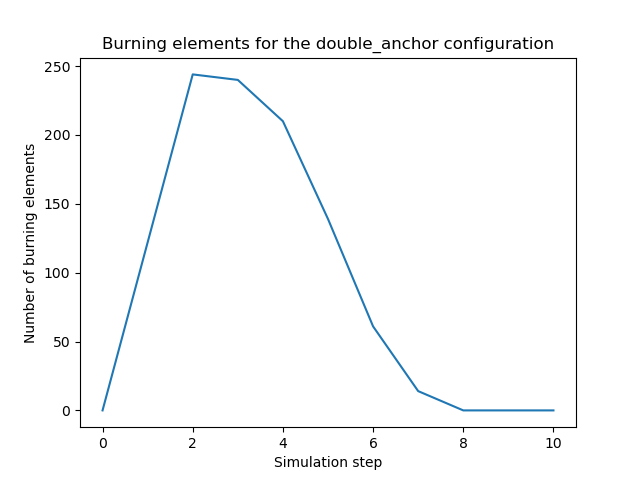 Burning elements for the double_anchor configuration
250
200
150
100
50
0
Number of burning elements
0 2 4 6 8 10
Simulation step